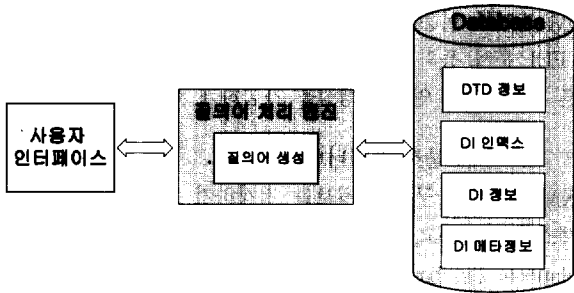 Database
DTD 정보
사용자
인터페이스
질의어 처리 엔진
질의어 생성
DI 인덱스
DI 정보
DI 메타정보